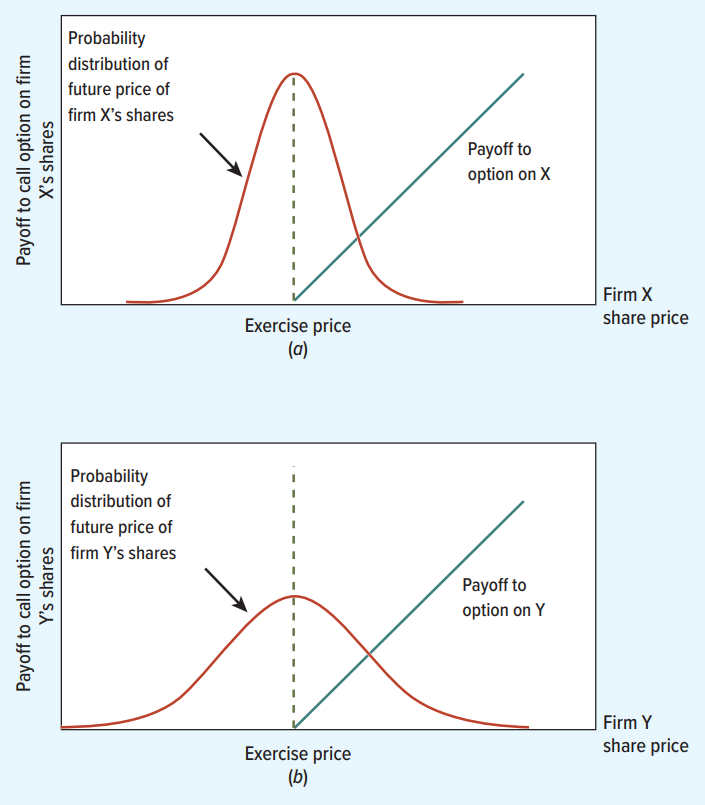 Probability
distribution of
future price of
firm X's shares
Payoff to call option on firm
X's shares
Payoff to
option on X
Firm X
share price
Exercise price
(a)
Probability
distribution of
future price of
firm Y's shares
Payoff to call option on firm
Y's shares
Payoff to
option on Y
Firm Y
share price
Exercise price
(b)